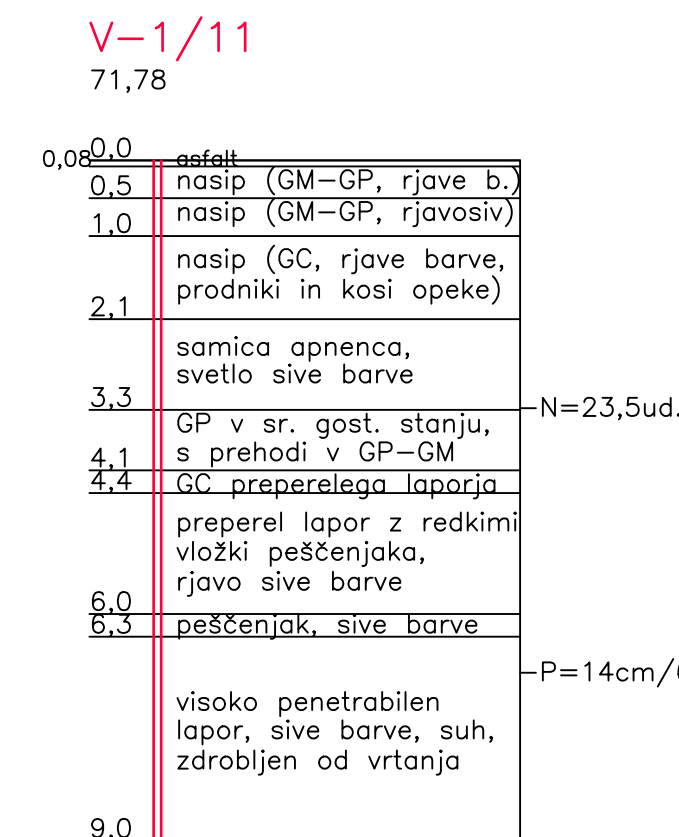 V-1/11
71,78
0,0
0,08
asfalt
nasip (GM-GP, rjave b.)
0,5
nasip (GM-GP, rjavosiv)
1,0
nasip (GC, rjave barve,
prodniki in kosi opeke)
2,1
samica apnenca,
svetlo sive barve
3,3
N=23,5ud.
GP v sr. gost. stanju,
s prehodi v GP-GM
4,1
4,4
GC preperelega laporja
preperel lapor z redkimi
vložki peščenjaka,
rjavo sive barve
6,0
6,3
peščenjak, sive barve
P=14cm/
visoko penetrabilen
lapor, sive barve, suh,
zdrobljen od vrtanja
9,0